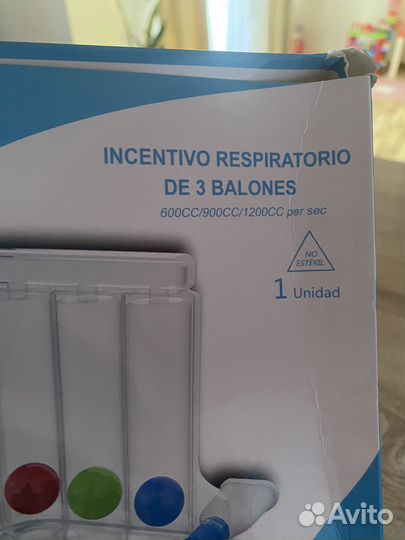 INCENTIVO RESPIRATORIO
DE 3 BALONES
600CC/900CC/1200CC per sec
NO
ESTÉRIL
1 Unidad
Avito